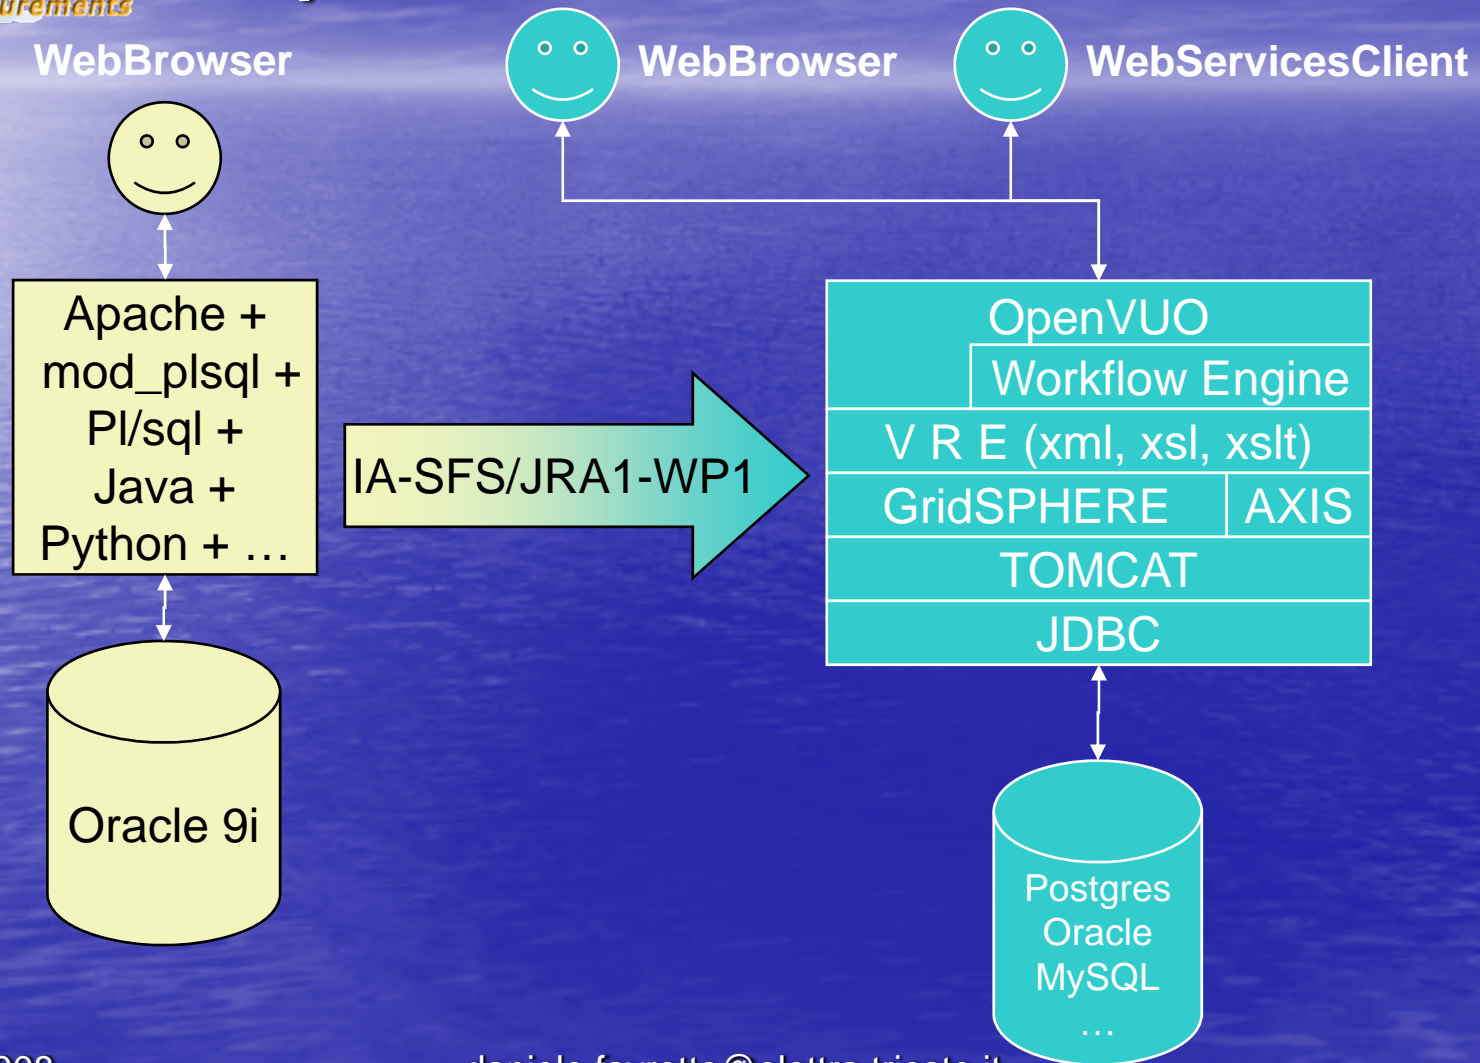 WebBrowser
WebBrowser
WebServicesClient
Apache +
mod_plsql +
Pl/sql +
Java +
Python + …
Oracle 9i
IA-SFS/JRA1-WP1
OpenVUO
Workflow Engine
V R E (xml, xsl, xslt)
GridSPHERE
AXIS
TOMCAT
JDBC
Postgres
Oracle
MySQL
…